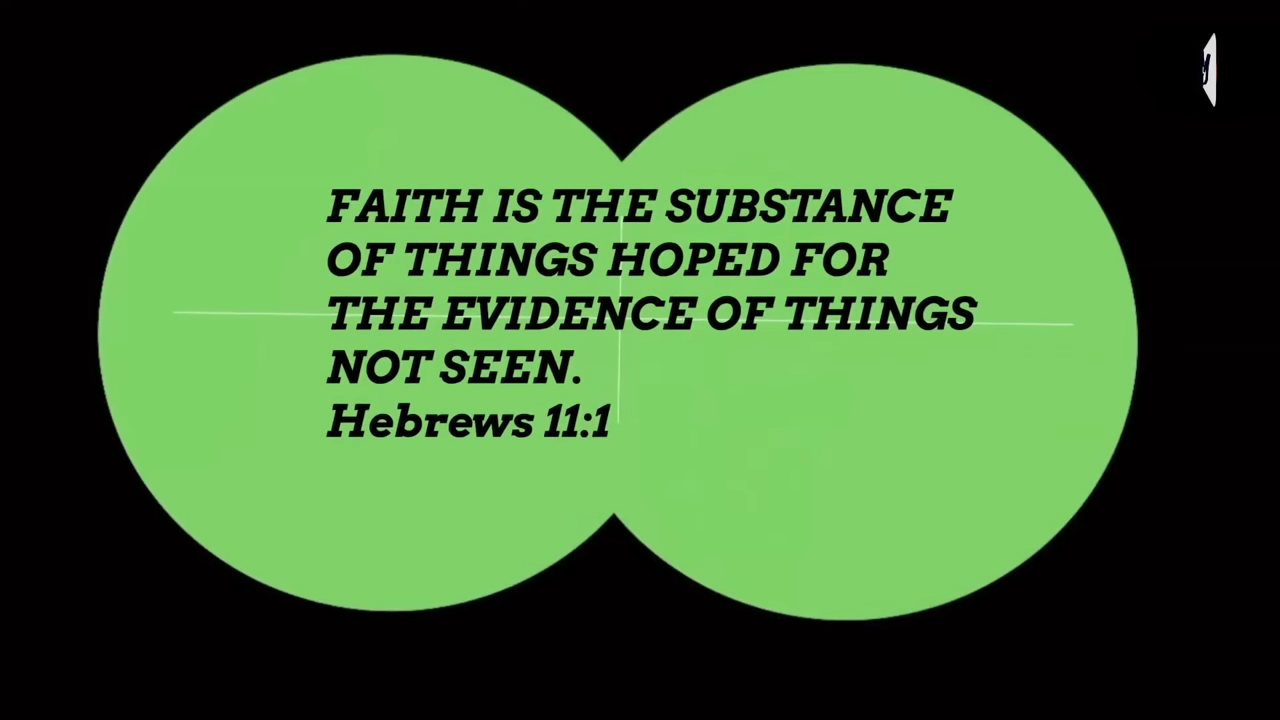 FAITH IS THE SUBSTANCE
OF THINGS HOPED FOR
THE EVIDENCE OF THINGS
NOT SEEN.
Hebrews 11:1